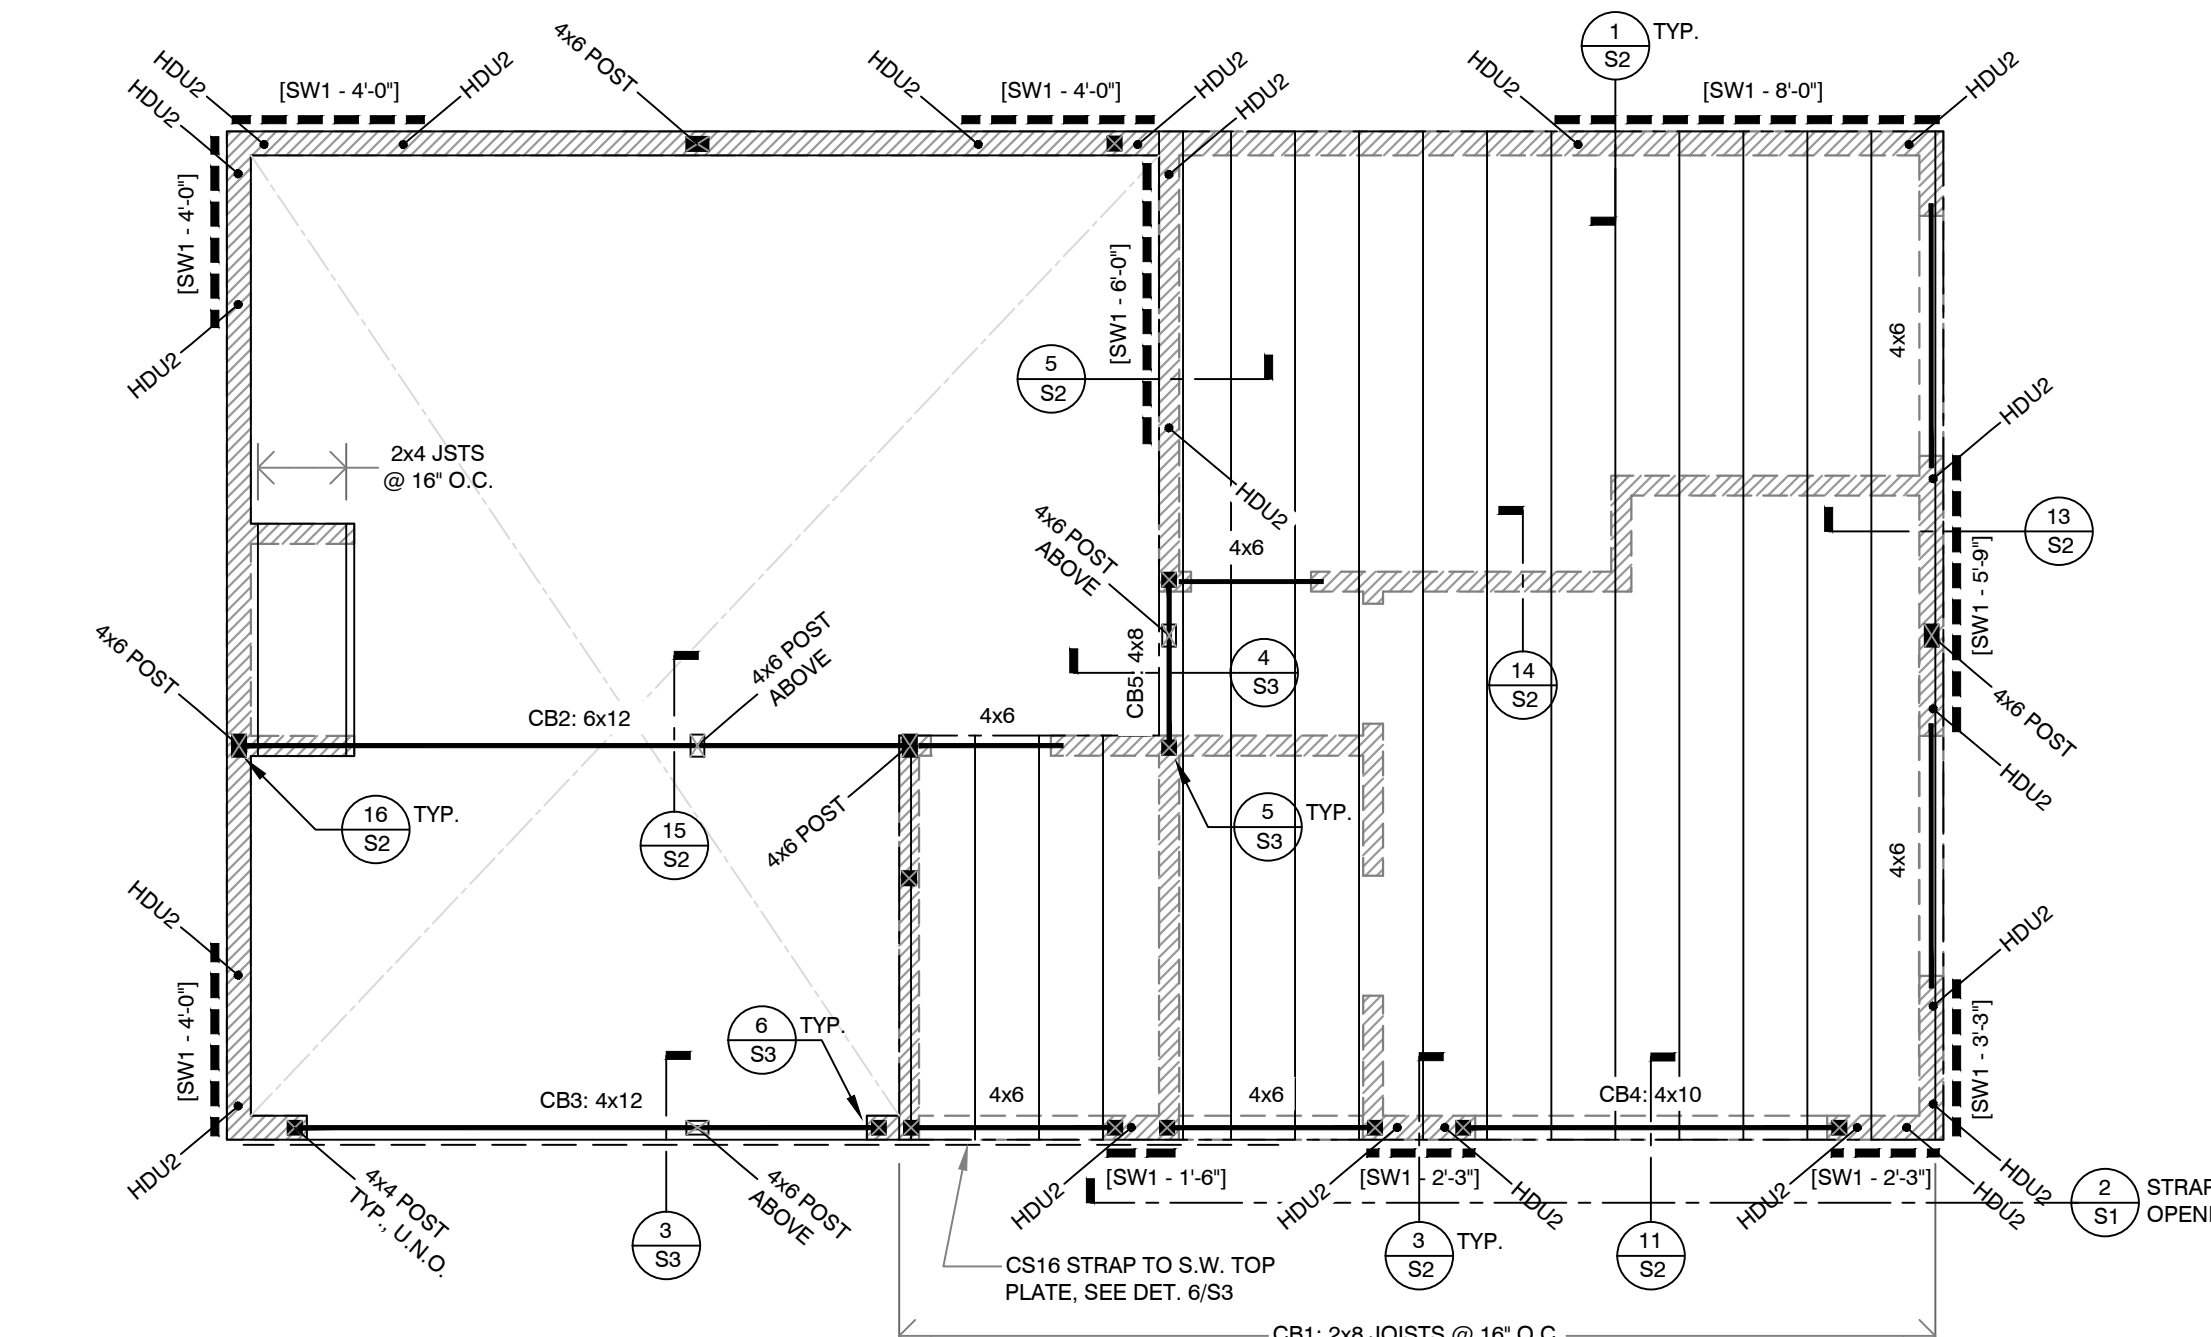 1
S2
TYP.
HDU2
HDU2
[SW1 - 4'-0"]
HDU2
4x6 POST
HDU2
[SW1 - 4'-0"]
HDU2
HDU2
HDU2
[SW1 - 8'-0"]
HDU2
[SW1 - 4'-0"]
HDU2
[SW1 - 6'-0"]
5
S2
4x6
HDU2
2x4 JSTS
@ 16" O.C.
HDU2
4x6 POST
ABOVE
4x6
13
S2
[SW1 - 5'-9"]
4x6 POST
4x6 POST
ABOVE
CB5: 4x8
4
S3
14
S2
4x6 POST
CB2: 6x12
4x6
HDU2
16
S2
TYP.
15
S2
4x6 POST
5
S3
TYP.
4x6
HDU2
HDU2
[SW1 - 4'-0"]
6
S3
TYP.
[SW1 - 3'-3"]
CB3: 4x12
4x6
4x6
CB4: 4x10
HDU2
4x4 POST
TYP., U.N.O.
3
S3
4x6 POST
ABOVE
HDU2
[SW1 - 1'-6"]
HDU2
[SW1 - 2'-3"]
HDU2
HDU2
[SW1 - 2'-3"]
HDU2
HDU2
2
S1
STRAP
OPEN
3
S2
TYP.
11
S2
CS16 STRAP TO S.W. TOP
PLATE, SEE DET. 6/S3
CB1: 2x8 JOISTS @ 16" O.C.